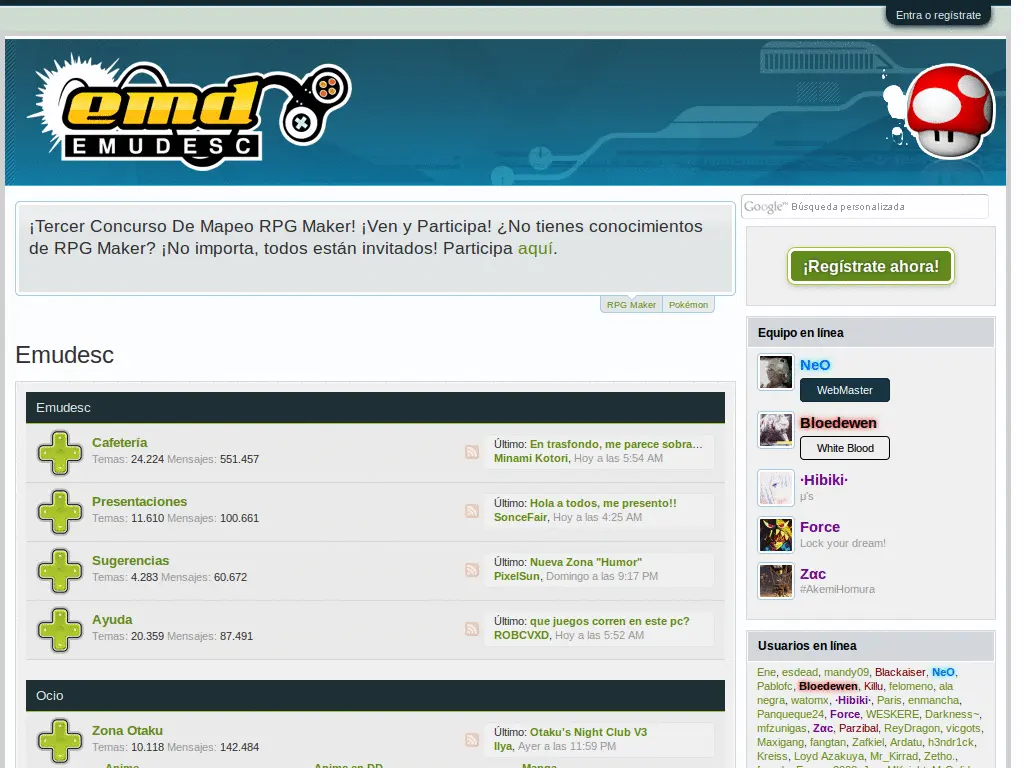 Entra o regístrate
emd
EMUDESC
¡Tercer Concurso De Mapeo RPG Maker! ¡Ven y Participa! ¿No tienes conocimientos
de RPG Maker? ¡No importa, todos están invitados! Participa aquí.
RPG Maker Pokémon
Google™ Búsqueda personalizada
¡Regístrate ahora!
Emudesc
Emudesc
Cafetería
Temas: 24.224 Mensajes: 551.457
Último: En trasfondo, me parece sobra...
Minami Kotori, Hoy a las 5:54 AM
Presentaciones
Temas: 11.610 Mensajes: 100.661
Último: Hola a todos, me presento!!
SonceFair, Hoy a las 4:25 AM
Sugerencias
Temas: 4.283 Mensajes: 60.672
Último: Nueva Zona "Humor"
PixelSun, Domingo a las 9:17 PM
Ayuda
Temas: 20.359 Mensajes: 87.491
Último: que juegos corren en este pc?
ROBCVXD, Hoy a las 5:52 AM
Ocio
Zona Otaku
Temas: 10.118 Mensajes: 142.484
Último: Otaku's Night Club V3
Ilya, Ayer a las 11:59 PM
Anime Anime en DD Manga
Equipo en línea
NeO
WebMaster
Bloedewen
White Blood
·Hibiki·
µ's
Force
Lock your dream!
Zαc
#AkemiHomura
Usuarios en línea
Ene, esdead, mandy09, Blackaiser, NeO,
Pablofc, Bloedewen, Killu, felomeno, ala
negra, watomx, ·Hibiki·, Paris, enmancha,
Panqueque24, Force, WESKERE, Darkness~,
mfzunigas, Zαc, Parzibal, ReyDragon, vicgots,
Maxigang, fangtan, Zafkiel, Ardatu, h3ndr1ck,
Kreiss, Loyd Azakuya, Mr_Kirrad, Zetho.,